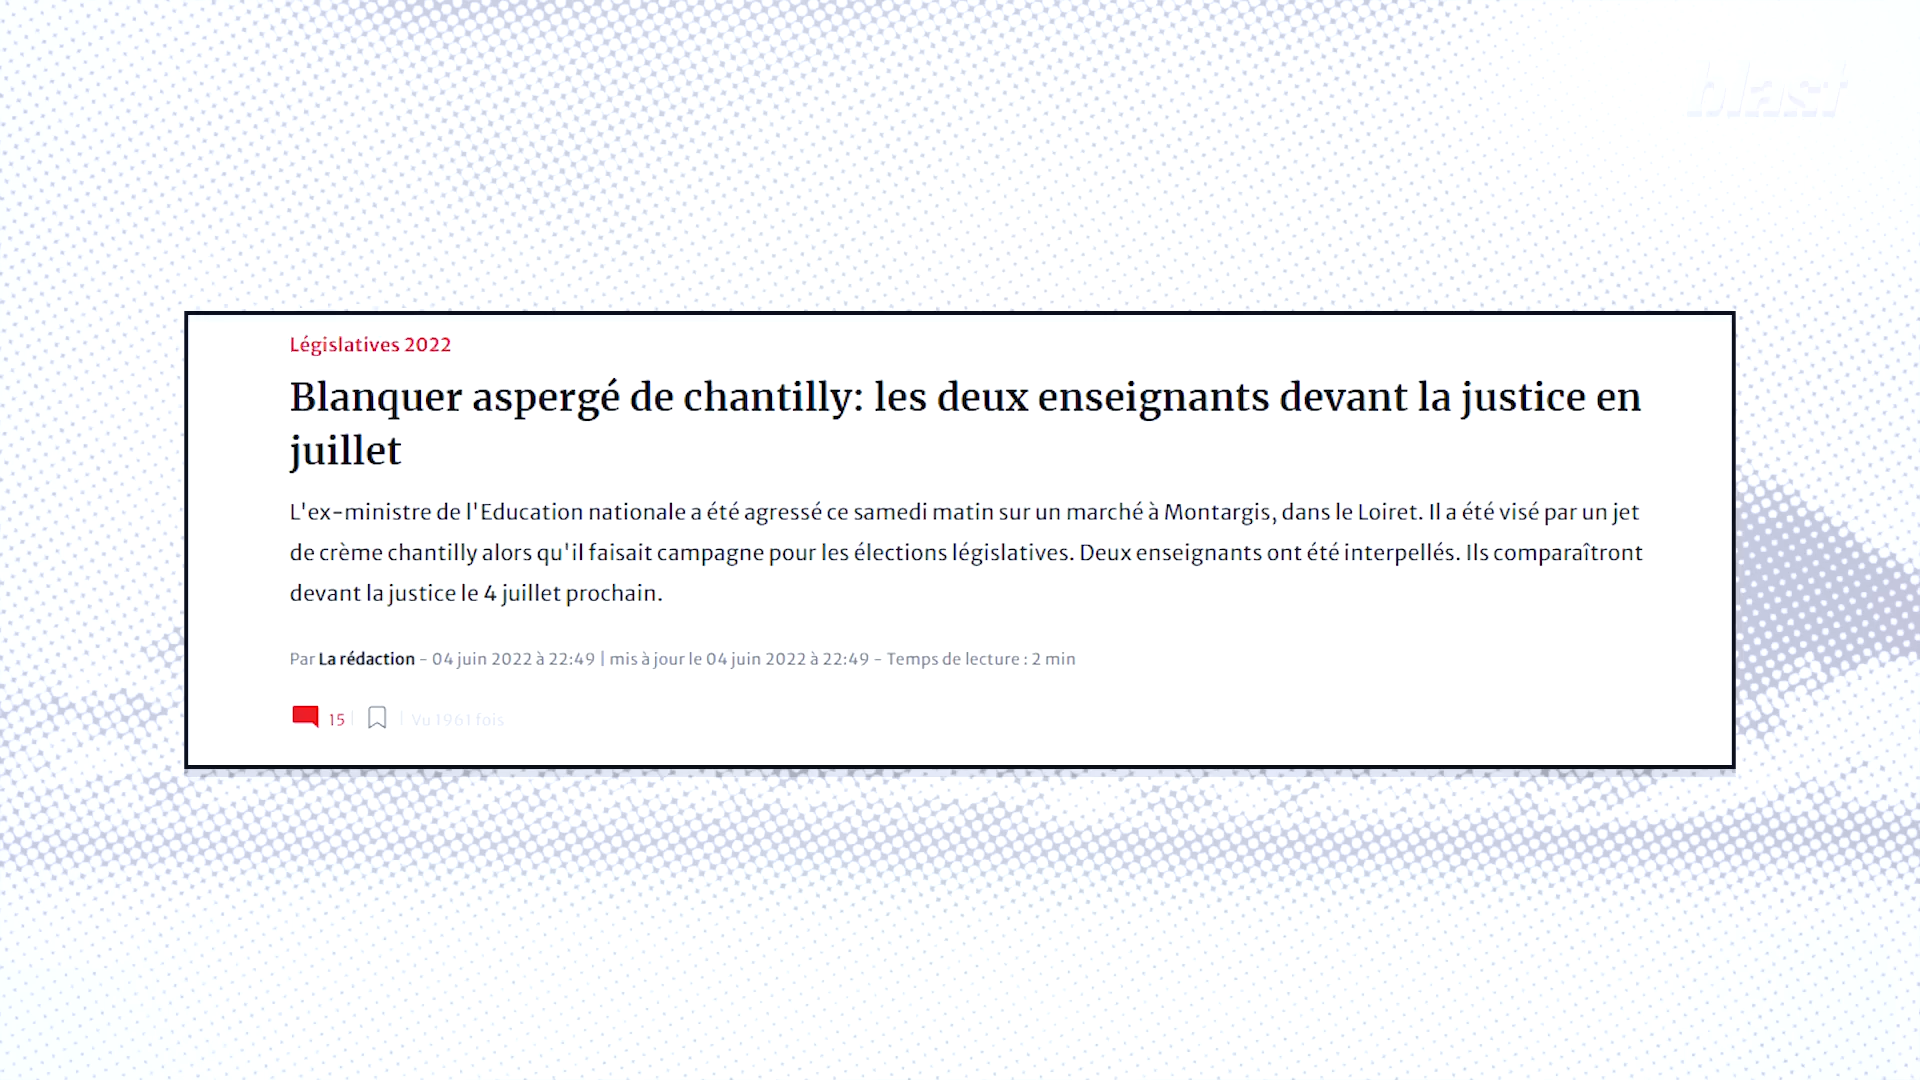 blast
Législatives 2022
Blanquer aspergé de chantilly: les deux enseignants devant la justice en
juillet
L'ex-ministre de l'Education nationale a été agressé ce samedi matin sur un marché à Montargis, dans le Loiret. Il a été visé par un jet
de crème chantilly alors qu'il faisait campagne pour les élections législatives. Deux enseignants ont été interpellés. Ils comparaîtront
devant la justice le 4 juillet prochain.
Par La rédaction - 04 juin 2022 à 22:49 | mis à jour le 04 juin 2022 à 22:49 - Temps de lecture : 2 min
15 | | Vu 1961 fois